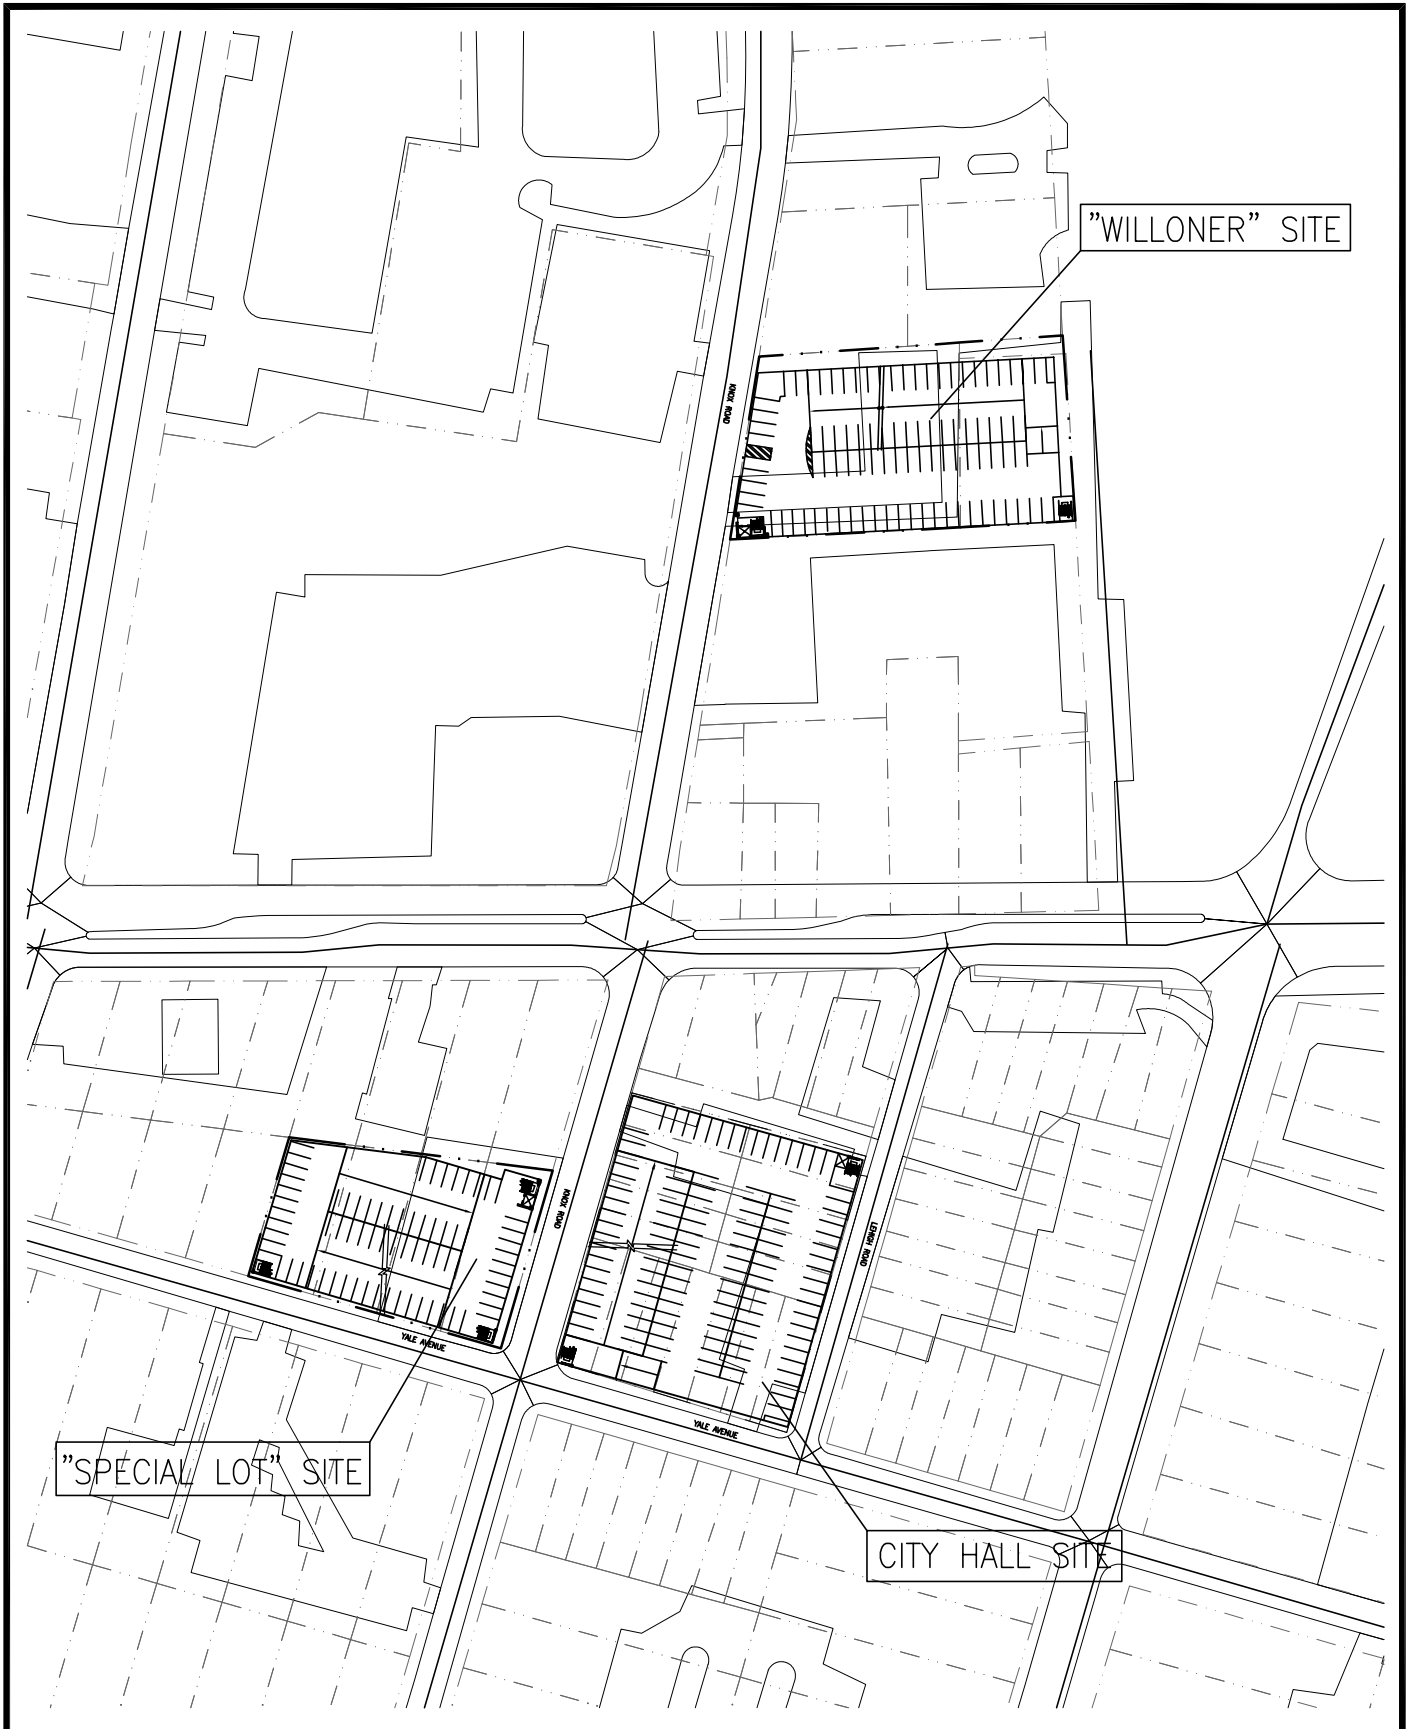 "WILLONER" SITE
KNOX ROAD
KNOX ROAD
LEHIGH ROAD
YALE AVENUE
YALE AVENUE
"SPECIAL LOT" SITE
CITY HALL SITE